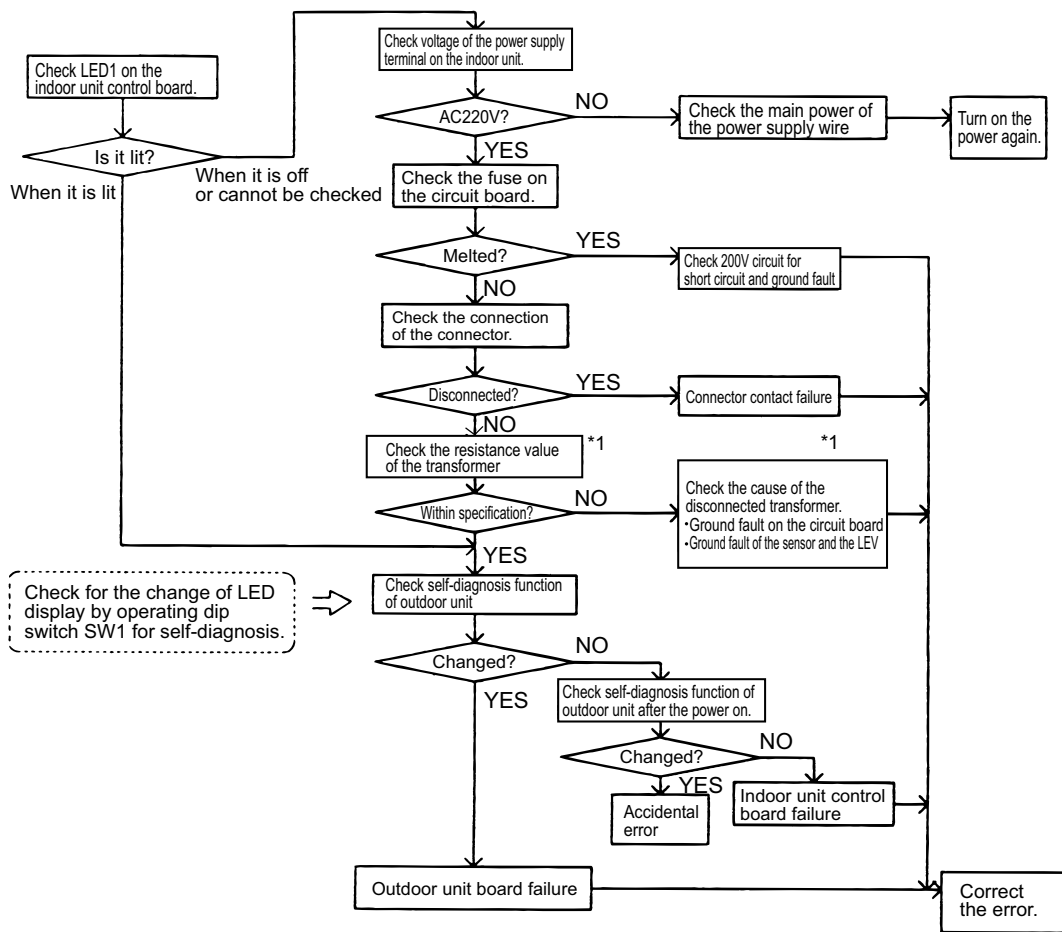 Check voltage of the power supply
terminal on the indoor unit.
Check LED1 on the
indoor unit control board.
AC220V?
NO
Check the main power of
the power supply wire
Turn on the
power again.
Is it lit?
YES
When it is lit
When it is off
or cannot be checked
Check the fuse on
the circuit board.
Melted?
YES
Check 200V circuit for
short circuit and ground fault
NO
Check the connection
of the connector.
Disconnected?
YES
Connector contact failure
NO
Check the resistance value
of the transformer
*1
*1
Within specification?
NO
Check the cause of the
disconnected transformer.
•Ground fault on the circuit board
•Ground fault of the sensor and the LEV
YES
Check for the change of LED
display by operating dip
switch SW1 for self-diagnosis.
Check self-diagnosis function
of outdoor unit
Changed?
NO
YES
Check self-diagnosis function of
outdoor unit after the power on.
Changed?
NO
YES
Accidental
error
Indoor unit control
board failure
Outdoor unit board failure
Correct
the error.